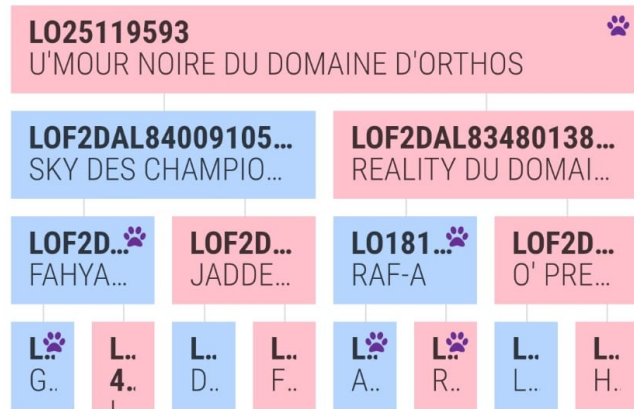 LO25119593
U'MOUR NOIRE DU DOMAINE D'ORTHOS
LOF2DAL84009105...
SKY DES CHAMPIO...
LOF2DAL83480138...
REALITY DU DOMAI...
LOF2D...
FAHYA...
LOF2D...
JADDE...
LO181...
RAF-A
LOF2D...
O' PRE...
L..
G..
L..
4..
L..
D..
L..
F..
L..
A..
L..
R..
L..
L..
L..
H..